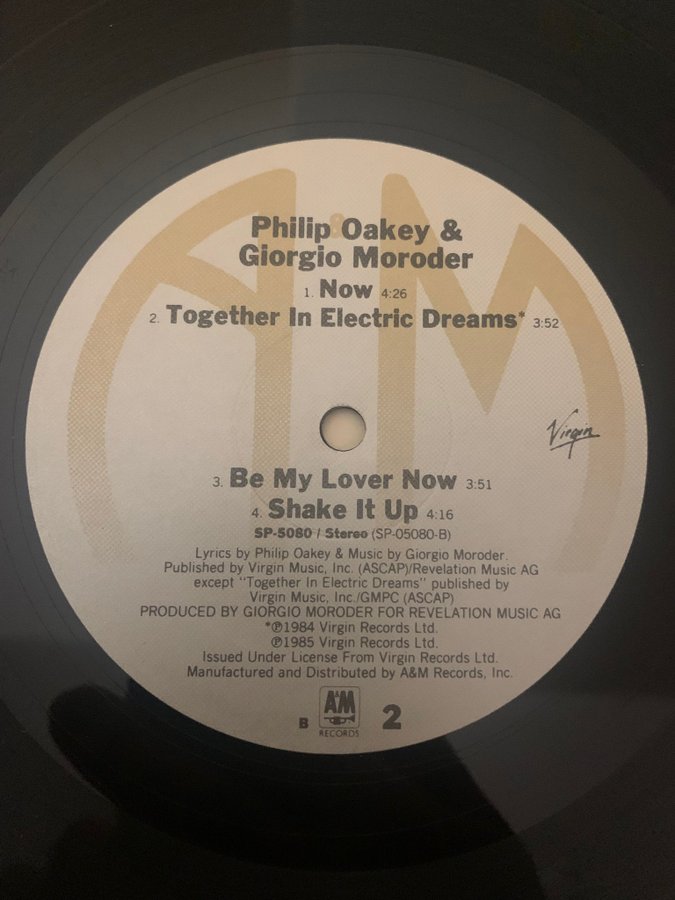 A&M
Philip Oakey &
Giorgio Moroder
1. Now 4:26
2. Together In Electric Dreams* 3:52
Virgin
3. Be My Lover Now 3:51
4. Shake It Up 4:16
SP-5080 / Stereo (SP-05080-B)
Lyrics by Philip Oakey & Music by Giorgio Moroder.
Published by Virgin Music, Inc. (ASCAP)/Revelation Music AG
except "Together In Electric Dreams" published by
Virgin Music, Inc./GMPC (ASCAP)
PRODUCED BY GIORGIO MORODER FOR REVELATION MUSIC AG
*℗1984 Virgin Records Ltd.
℗1985 Virgin Records Ltd.
Issued Under License From Virgin Records Ltd.
Manufactured and Distributed by A&M Records, Inc.
B A&M RECORDS 2